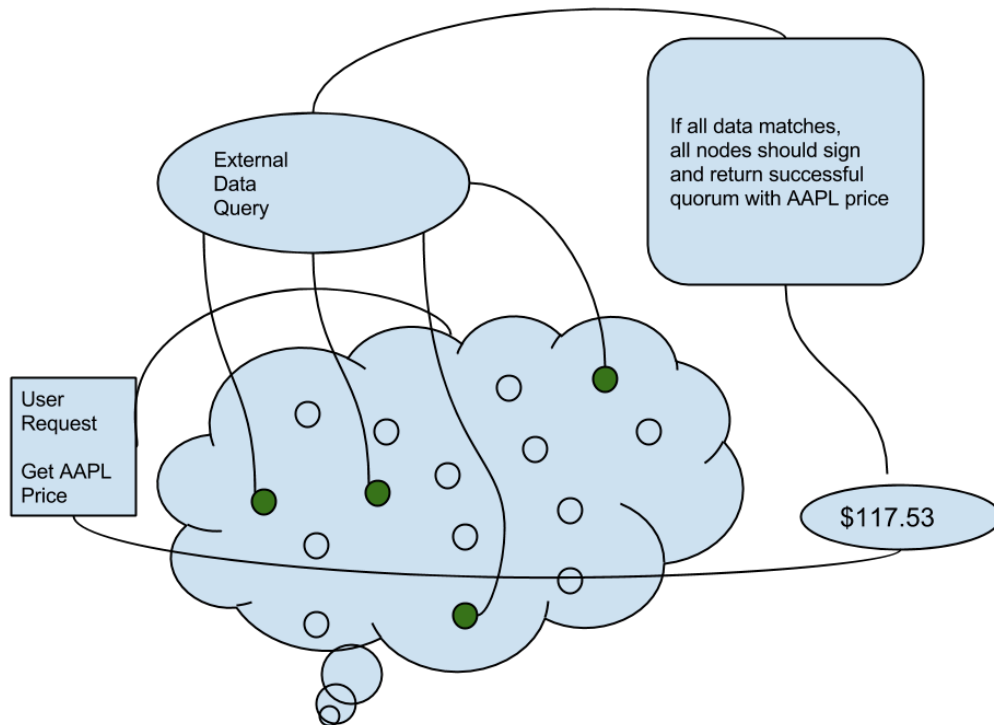 External
Data
Query
If all data matches,
all nodes should sign
and return successful
quorum with AAPL price
User
Request
Get AAPL
Price
$117.53